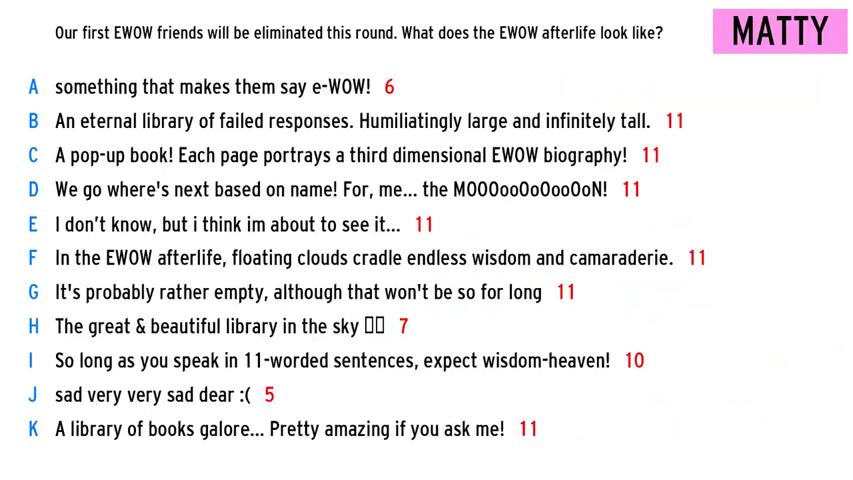 Our first EWOW friends will be eliminated this round. What does the EWOW afterlife look like?
MATTY
A something that makes them say e-WOW! 6
B An eternal library of failed responses. Humiliatingly large and infinitely tall. 11
C A pop-up book! Each page portrays a third dimensional EWOW biography! 11
D We go where's next based on name! For, me... the MOOOooOoOooOoN! 11
E I don’t know, but i think im about to see it... 11
F In the EWOW afterlife, floating clouds cradle endless wisdom and camaraderie. 11
G It's probably rather empty, although that won't be so for long 11
H The great & beautiful library in the sky 7
I So long as you speak in 11-worded sentences, expect wisdom-heaven! 10
J sad very very sad dear :( 5
K A library of books galore... Pretty amazing if you ask me! 11